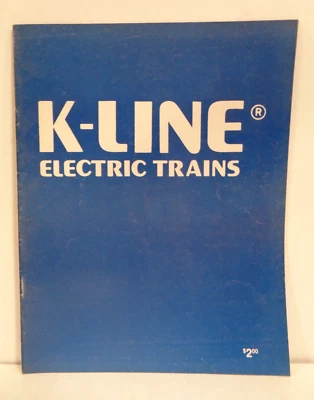 K-LINE®
ELECTRIC TRAINS
$2.00